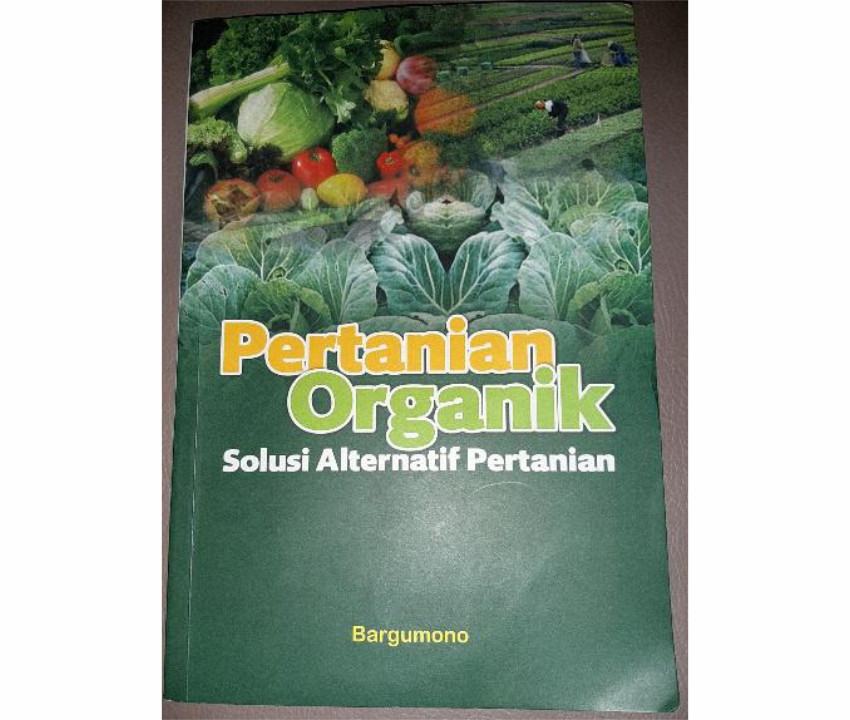 Pertanian
Organik
Solusi Alternatif Pertanian
Bargumono